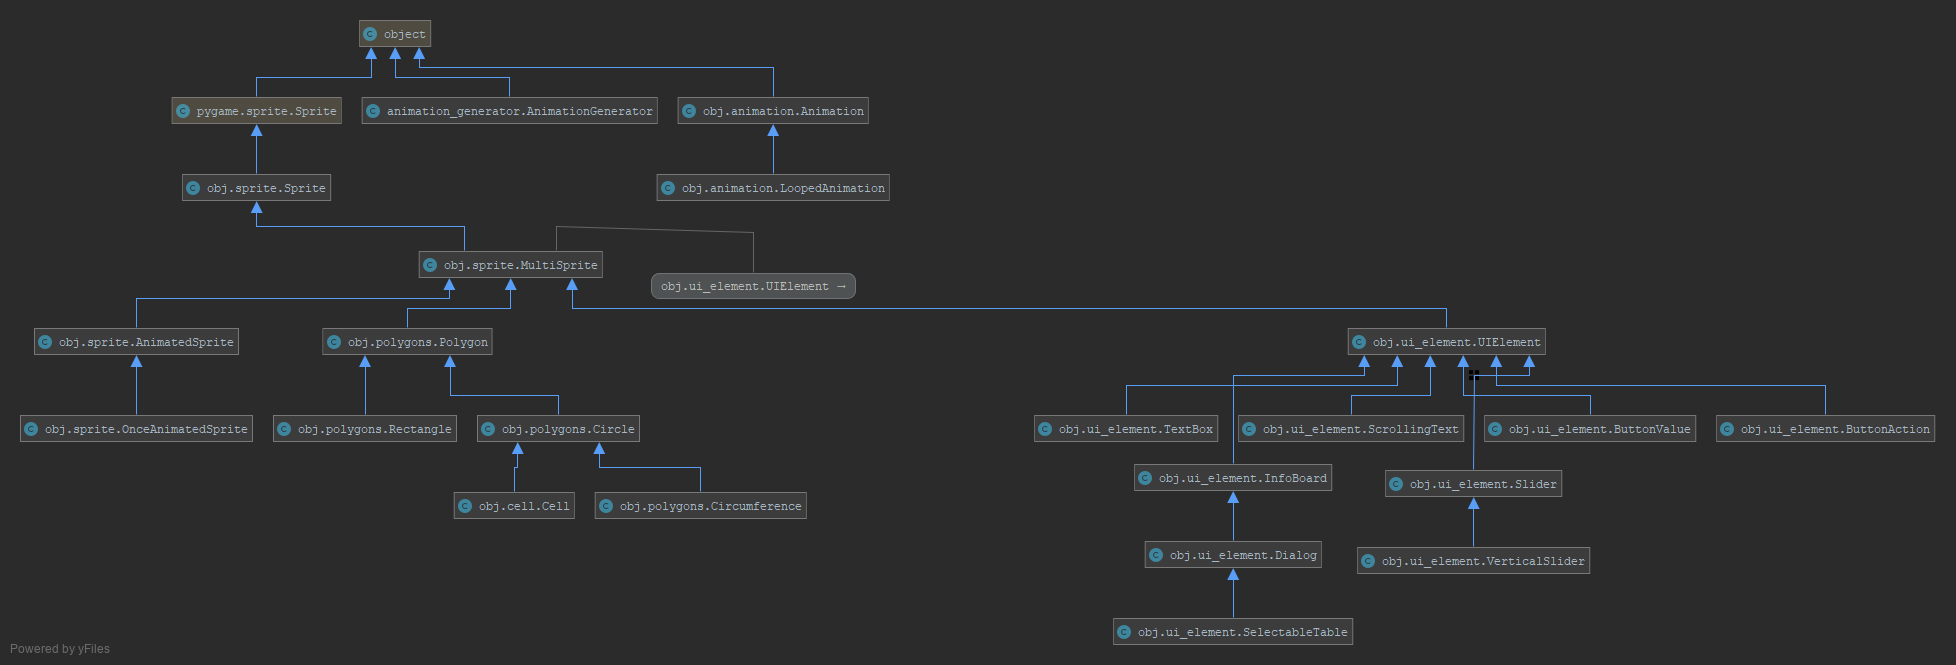 object
pygame.sprite.Sprite
animation_generator.AnimationGenerator
obj.animation.Animation
obj.sprite.Sprite
obj.animation.LoopedAnimation
obj.sprite.MultiSprite
obj.ui_element.UIElement →
obj.sprite.AnimatedSprite
obj.polygons.Polygon
obj.ui_element.UIElement
obj.sprite.OnceAnimatedSprite
obj.polygons.Rectangle
obj.polygons.Circle
obj.ui_element.TextBox
obj.ui_element.ScrollingText
obj.ui_element.ButtonValue
obj.ui_element.ButtonAction
obj.ui_element.InfoBoard
obj.ui_element.Slider
obj.cell.Cell
obj.polygons.Circumference
obj.ui_element.Dialog
obj.ui_element.VerticalSlider
obj.ui_element.SelectableTable
Powered by yFiles